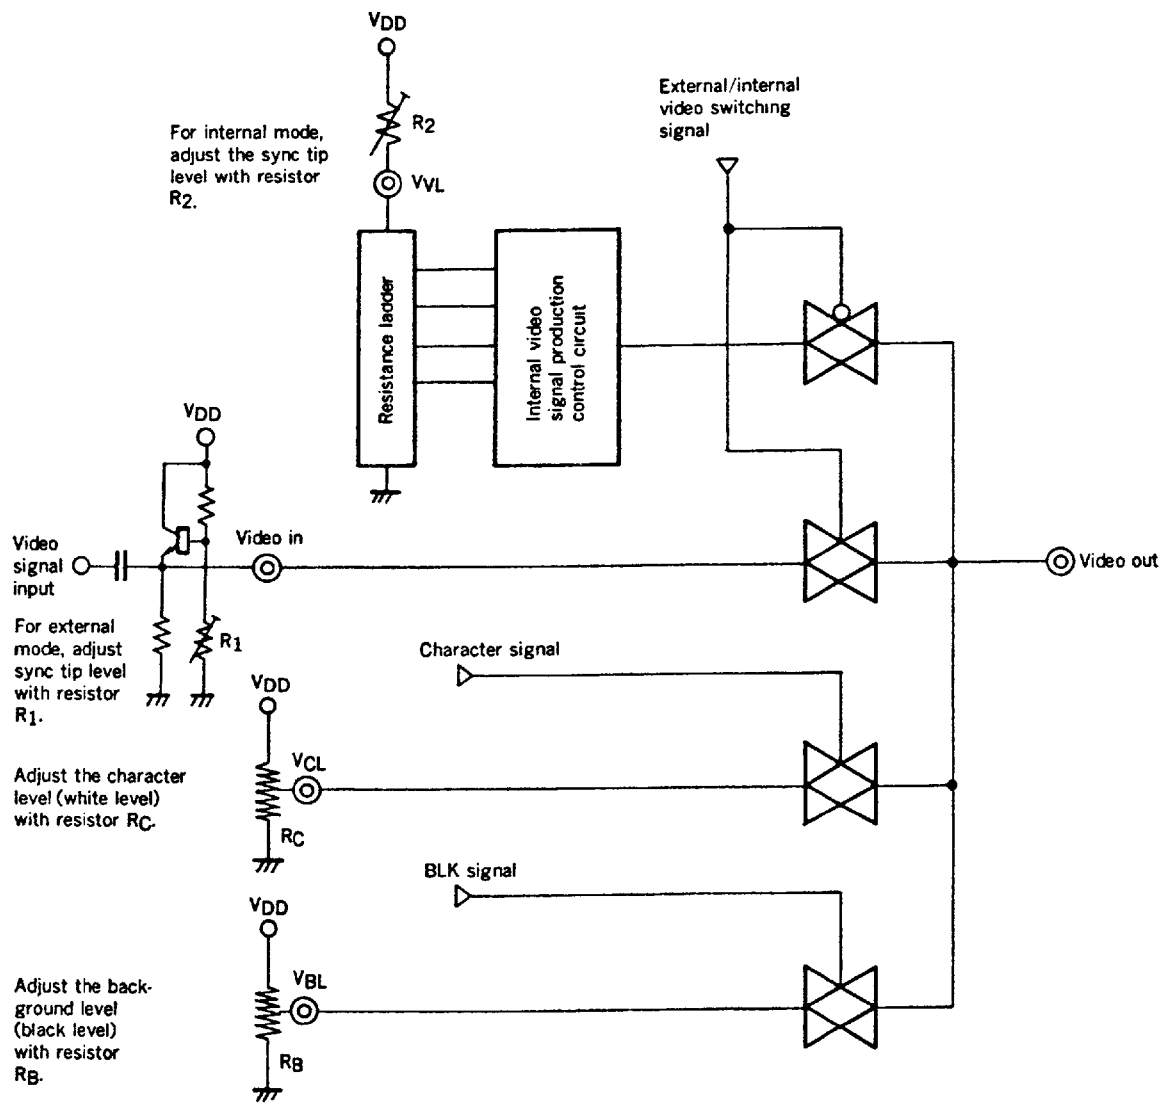 VDD
R2
For internal mode,
adjust the sync tip
level with resistor
R2.
VVL
External/internal
video switching
signal
Resistance ladder
Internal video
signal production
control circuit
VDD
Video
signal
input
Video in
Video out
For external
mode, adjust
sync tip level
with resistor
R1.
R1
Character signal
VDD
VCL
Adjust the character
level (white level)
with resistor RC.
RC
BLK signal
VDD
VBL
Adjust the back-
ground level
(black level)
with resistor
RB.
RB